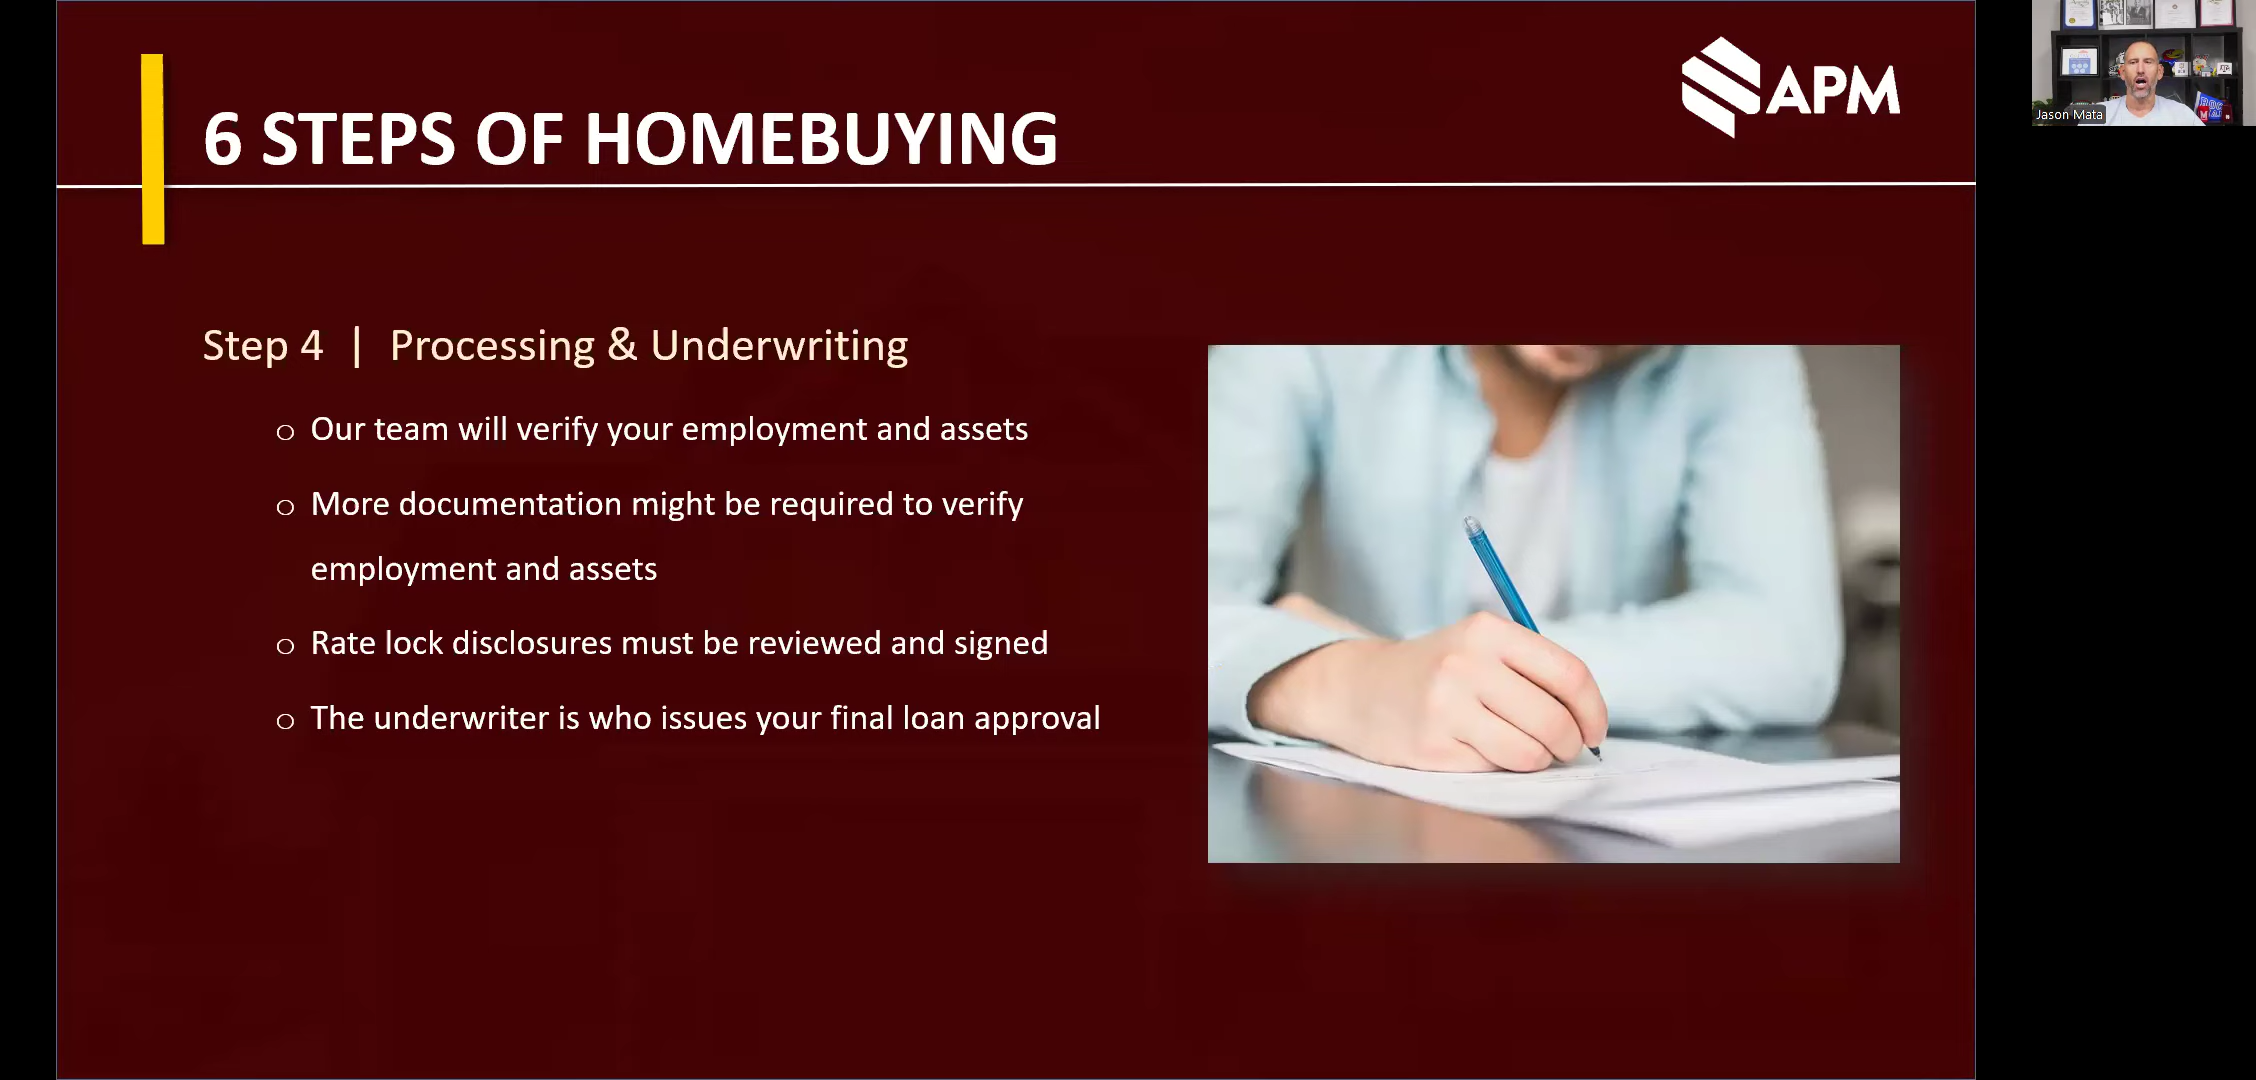 6 STEPS OF HOMEBUYING
APM
Jason Mata
Step 4 | Processing & Underwriting
o Our team will verify your employment and assets
o More documentation might be required to verify
employment and assets
o Rate lock disclosures must be reviewed and signed
o The underwriter is who issues your final loan approval